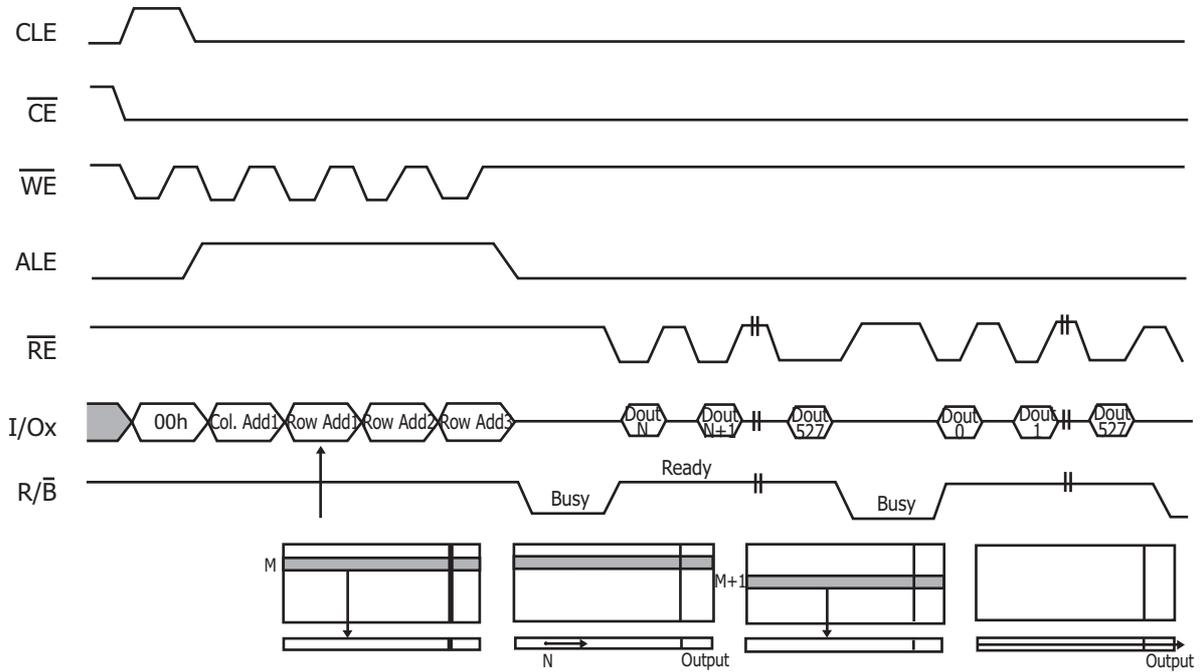 CLE
CE
WE
ALE
RE
I/Ox
00h
Col. Add1
Row Add1
Row Add2
Row Add3
Dout
N
Dout
N+1
Dout
527
Dout
0
Dout
1
Dout
527
R/B
Busy
Ready
Busy
M
M+1
N
Output
Output